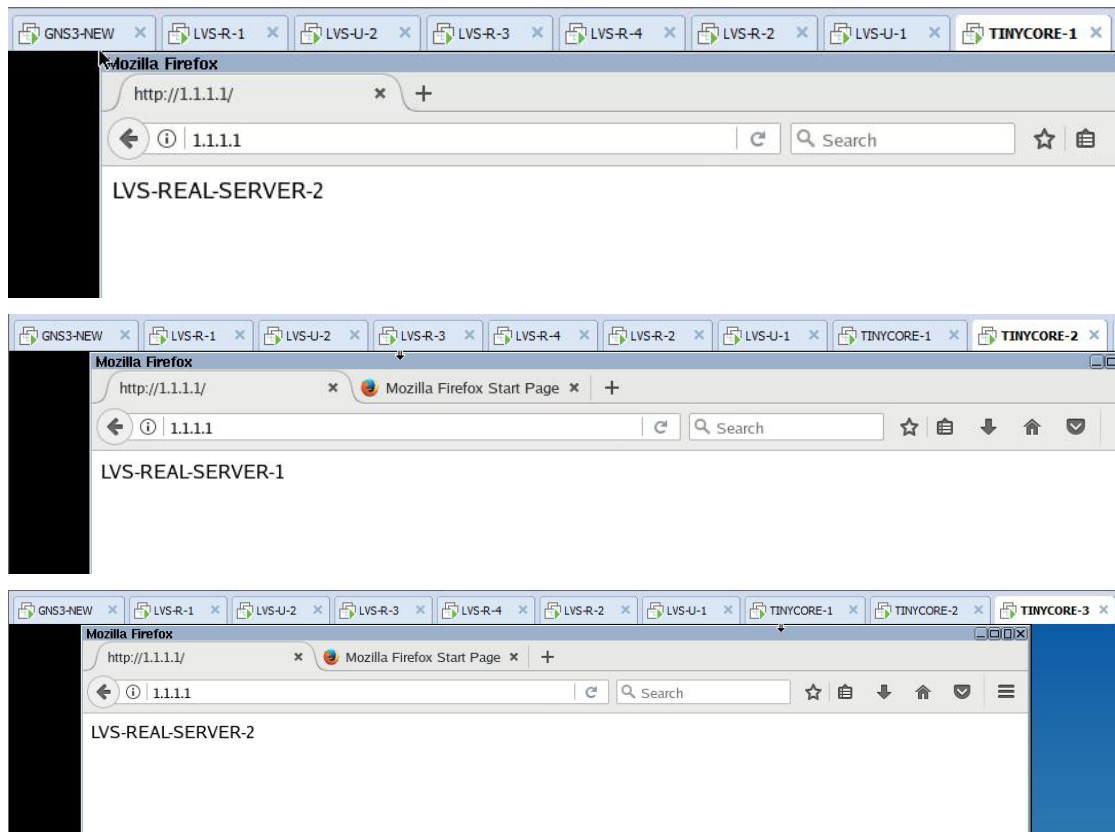 GNS3-NEW LVS-R-1 LVS-U-2 LVS-R-3 LVS-R-4 LVS-R-2 LVS-U-1 TINYCORE-1
Mozilla Firefox
http://1.1.1.1/
1.1.1.1 Search
LVS-REAL-SERVER-2
GNS3-NEW LVS-R-1 LVS-U-2 LVS-R-3 LVS-R-4 LVS-R-2 LVS-U-1 TINYCORE-1 TINYCORE-2
Mozilla Firefox
http://1.1.1.1/ Mozilla Firefox Start Page
1.1.1.1 Search
LVS-REAL-SERVER-1
GNS3-NEW LVS-R-1 LVS-U-2 LVS-R-3 LVS-R-4 LVS-R-2 LVS-U-1 TINYCORE-1 TINYCORE-2 TINYCORE-3
Mozilla Firefox
http://1.1.1.1/ Mozilla Firefox Start Page
1.1.1.1 Search
LVS-REAL-SERVER-2